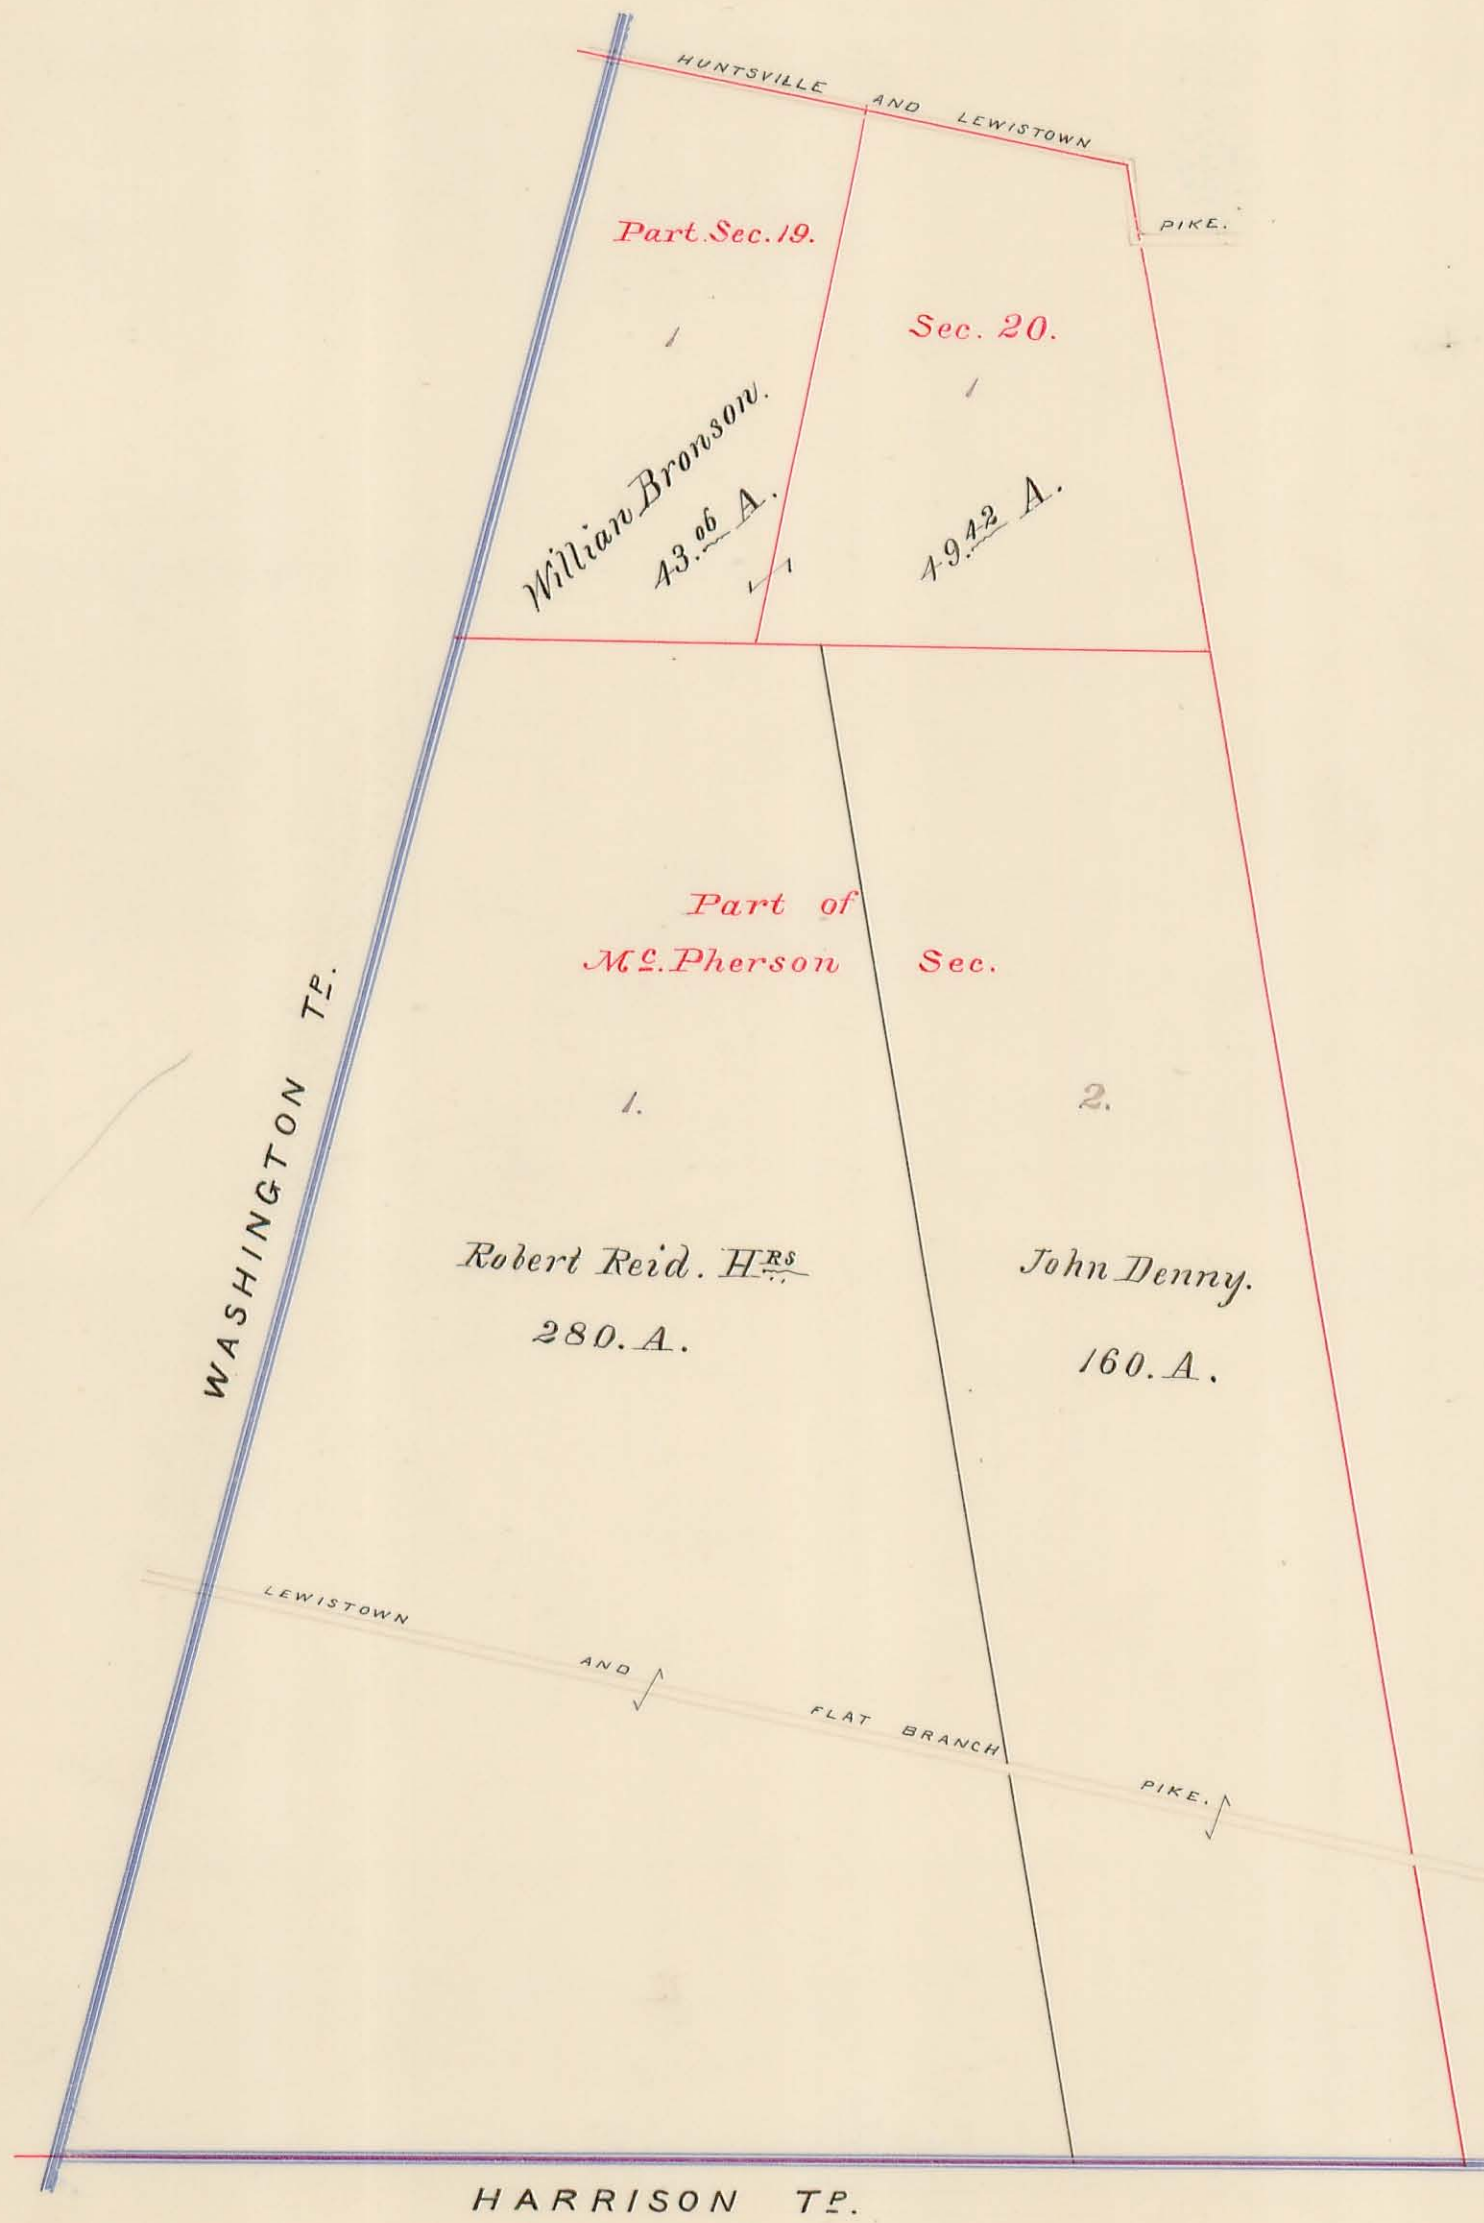 HUNTSVILLE AND LEWISTOWN
PIKE.
Part. Sec. 19.
1
Sec. 20.
1
Willian Bronson.
43.06 A.
49.42 A.
Part of
Mc. Pherson Sec.
1.
2.
Robert Reid. HRS
280. A.
John Denny.
160. A.
WASHINGTON TP.
LEWISTOWN AND FLAT BRANCH PIKE.
HARRISON TP.